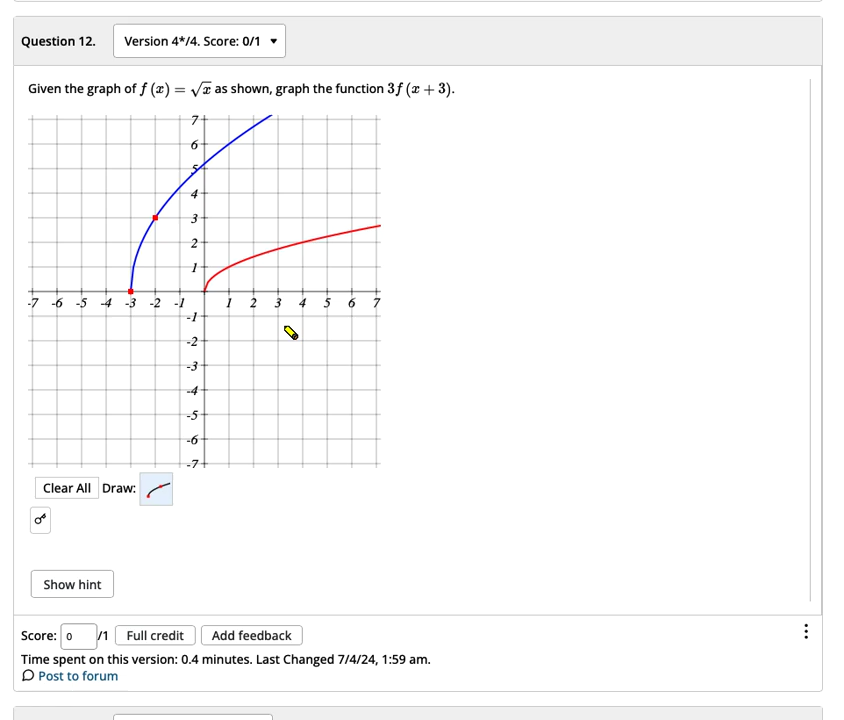 Question 12. Version 4*/4. Score: 0/1
Given the graph of f (x) = √x as shown, graph the function 3f (x + 3).
7
6
5
4
3
2
1
-7 -6 -5 -4 -3 -2 -1 1 2 3 4 5 6 7
-1
-2
-3
-4
-5
-6
-7
Clear All Draw:
Show hint
Score: 0 /1 Full credit Add feedback
Time spent on this version: 0.4 minutes. Last Changed 7/4/24, 1:59 am.
Post to forum